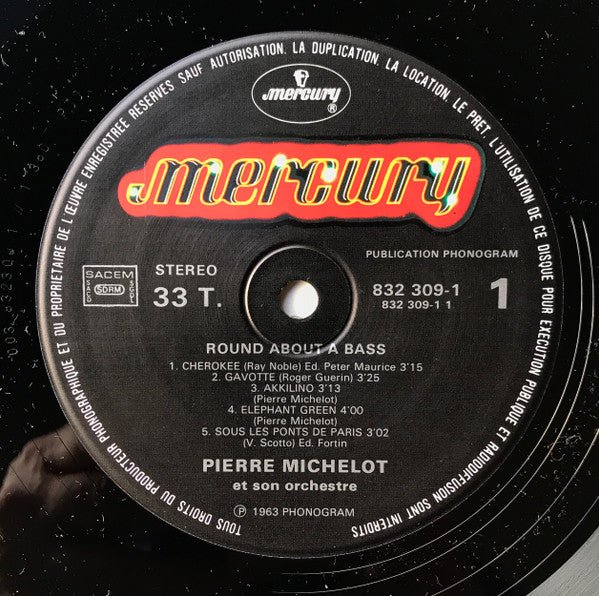 TOUS DROITS DU PRODUCTEUR PHONOGRAPHIQUE ET DU PROPRIETAIRE DE L'ŒUVRE ENREGISTREE RESERVES SAUF AUTORISATION. LA DUPLICATION, LA LOCATION, LE PRET, L'UTILISATION DE CE DISQUE POUR EXECUTION PUBLIQUE ET RADIODIFFUSION SONT INTERDITS
mercury ®
mercury
PUBLICATION PHONOGRAM
SACEM
SACD
SDRM
SGDL
STEREO
33 T.
832 309-1
832 309-1 1
1
ROUND ABOUT A BASS
1. CHEROKEE (Ray Noble) Ed. Peter Maurice 3'15
2. GAVOTTE (Roger Guerin) 3'25
3. AKKILINO 3'13
(Pierre Michelot)
4. ELEPHANT GREEN 4'00
(Pierre Michelot)
5. SOUS LES PONTS DE PARIS 3'02
(V. Scotto) Ed. Fortin
PIERRE MICHELOT
et son orchestre
Ⓟ 1963 PHONOGRAM